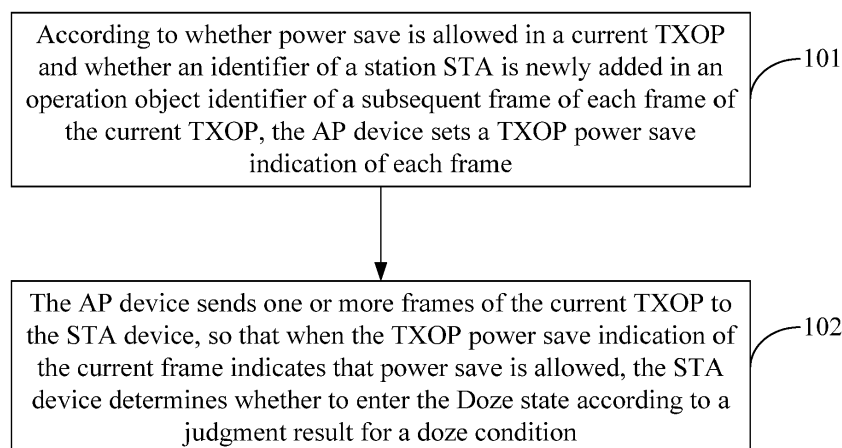 According to whether power save is allowed in a current TXOP
and whether an identifier of a station STA is newly added in an
operation object identifier of a subsequent frame of each frame of
the current TXOP, the AP device sets a TXOP power save
indication of each frame
101
The AP device sends one or more frames of the current TXOP to
the STA device, so that when the TXOP power save indication of
the current frame indicates that power save is allowed, the STA
device determines whether to enter the Doze state according to a
judgment result for a doze condition
102